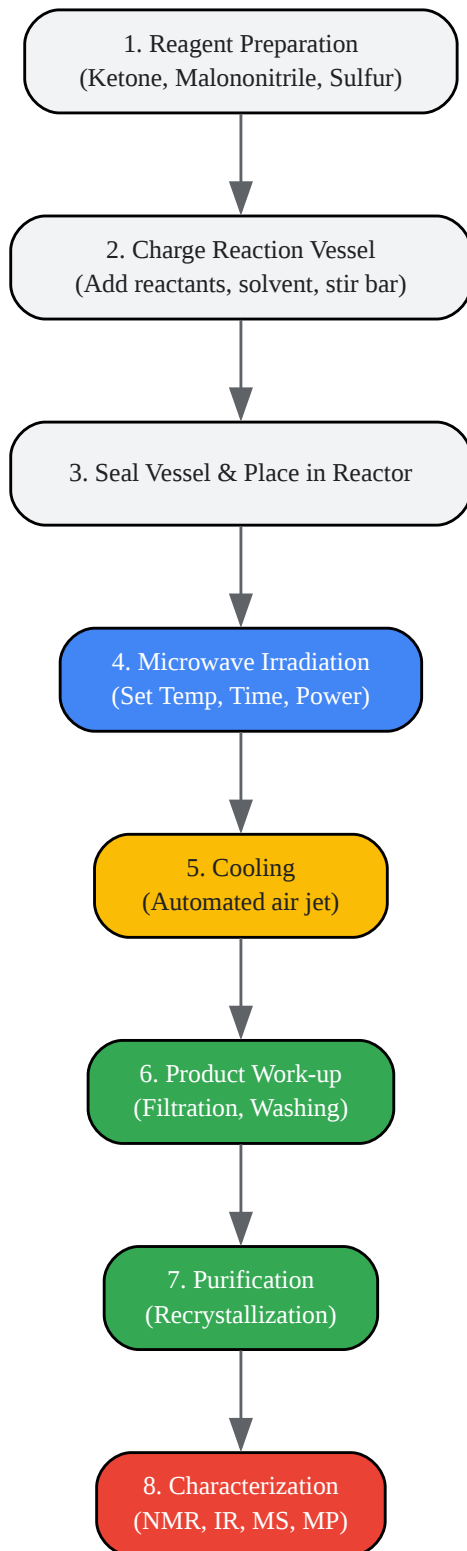 1. Reagent Preparation
(Ketone, Malononitrile, Sulfur)
2. Charge Reaction Vessel
(Add reactants, solvent, stir bar)
3. Seal Vessel & Place in Reactor
4. Microwave Irradiation
(Set Temp, Time, Power)
5. Cooling
(Automated air jet)
6. Product Work-up
(Filtration, Washing)
7. Purification
(Recrystallization)
8. Characterization
(NMR, IR, MS, MP)